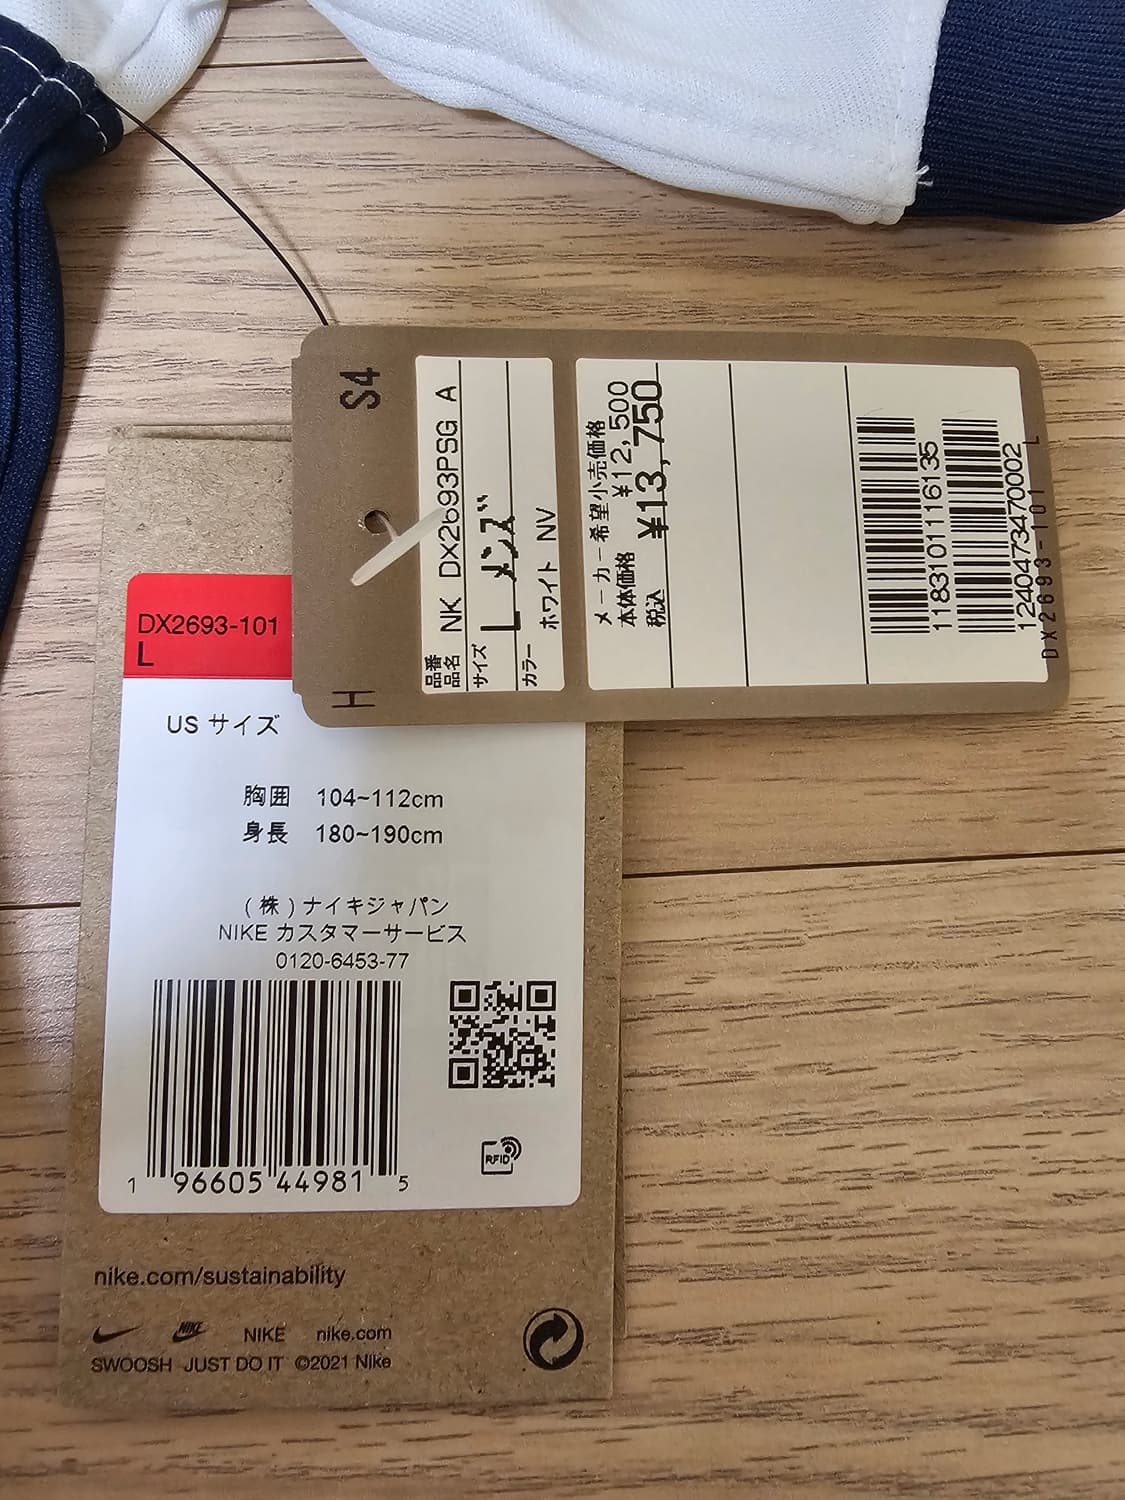 S4
H
品番
品名 NK DX2693PSG A
サイズ L メンズ
カラー ホワイト NV
メーカー希望小売価格
本体価格 ¥12,500
税込 ¥13,750
1183101116135
1240473470002
DX2693-101 L
DX2693-101
L
US サイズ
胸囲 104~112cm
身長 180~190cm
(株)ナイキジャパン
NIKE カスタマーサービス
0120-6453-77
RFID
1 96605 44981 5
nike.com/sustainability
NIKE NIKE nike.com
SWOOSH JUST DO IT ©2021 Nike